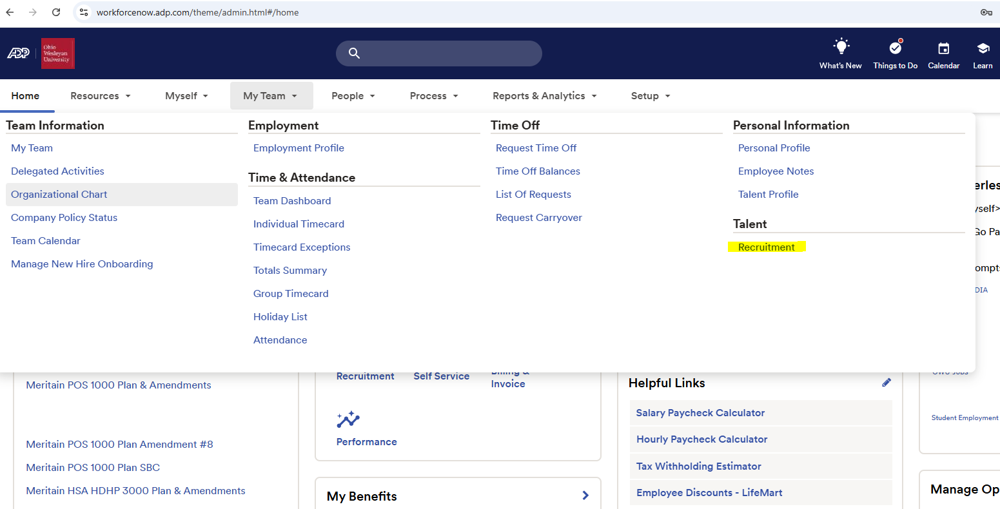 workforcenow.adp.com/theme/admin.html#/home
ADP
Ohio
Wesleyan
University
What's New
Things to Do
Calendar
Learn
Home
Resources
Myself
My Team
People
Process
Reports & Analytics
Setup
Team Information
My Team
Delegated Activities
Organizational Chart
Company Policy Status
Team Calendar
Manage New Hire Onboarding
Employment
Employment Profile
Time & Attendance
Team Dashboard
Individual Timecard
Timecard Exceptions
Totals Summary
Group Timecard
Holiday List
Attendance
Time Off
Request Time Off
Time Off Balances
List Of Requests
Request Carryover
Personal Information
Personal Profile
Employee Notes
Talent Profile
Talent
Recruitment
erles
yself>
Go Pa
ompts
DIA
Meritain POS 1000 Plan & Amendments
Meritain POS 1000 Plan Amendment #8
Meritain POS 1000 Plan SBC
Meritain HSA HDHP 3000 Plan & Amendments
Recruitment
Self Service
Billing &
Invoice
Performance
My Benefits
Helpful Links
Salary Paycheck Calculator
Hourly Paycheck Calculator
Tax Withholding Estimator
Employee Discounts - LifeMart
OWU Jobs
Student Employment
Manage Op